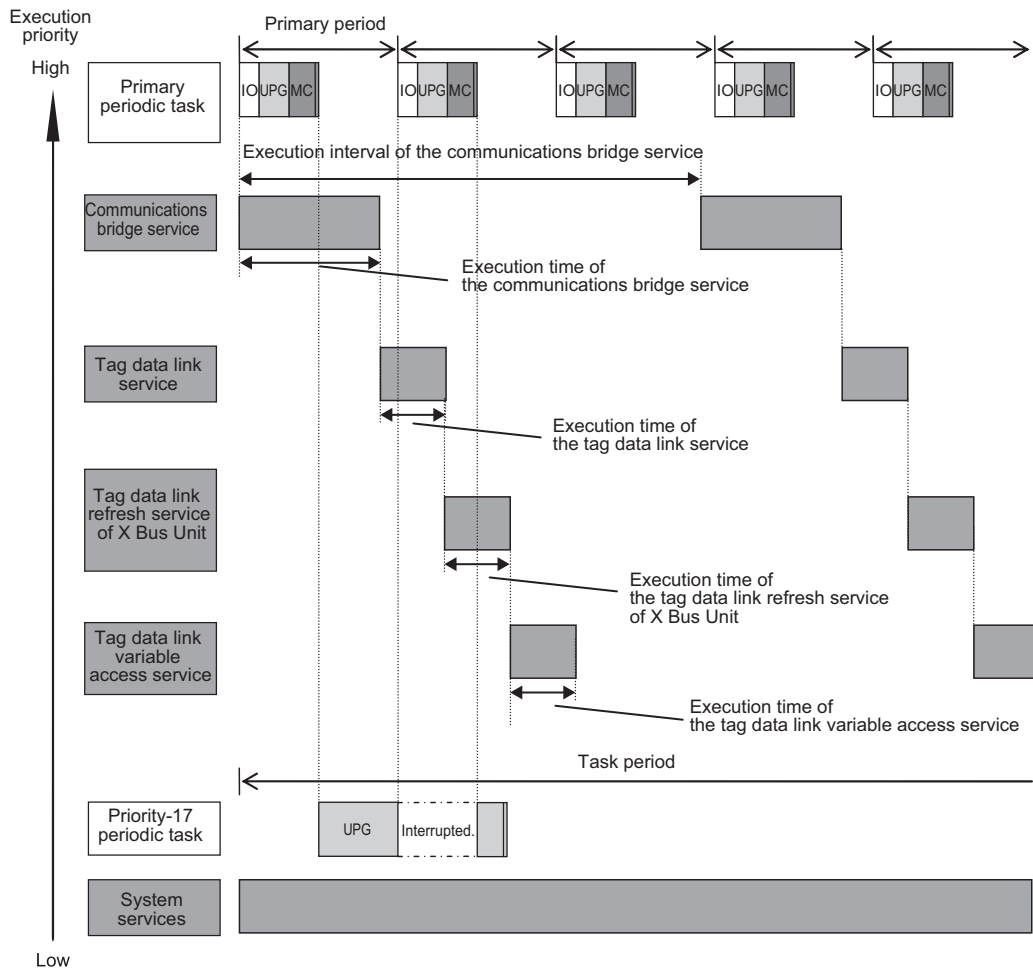 Execution
priority
High
Primary period
Primary
periodic task
IO UPG MC
IO UPG MC
IO UPG MC
IO UPG MC
IO UPG MC
Execution interval of the communications bridge service
Communications
bridge service
Execution time of
the communications bridge service
Tag data link
service
Execution time of
the tag data link service
Tag data link
refresh service
of X Bus Unit
Execution time of
the tag data link refresh service
of X Bus Unit
Tag data link
variable
access service
Execution time of
the tag data link variable access service
Task period
Priority-17
periodic task
UPG
Interrupted.
System
services
Low